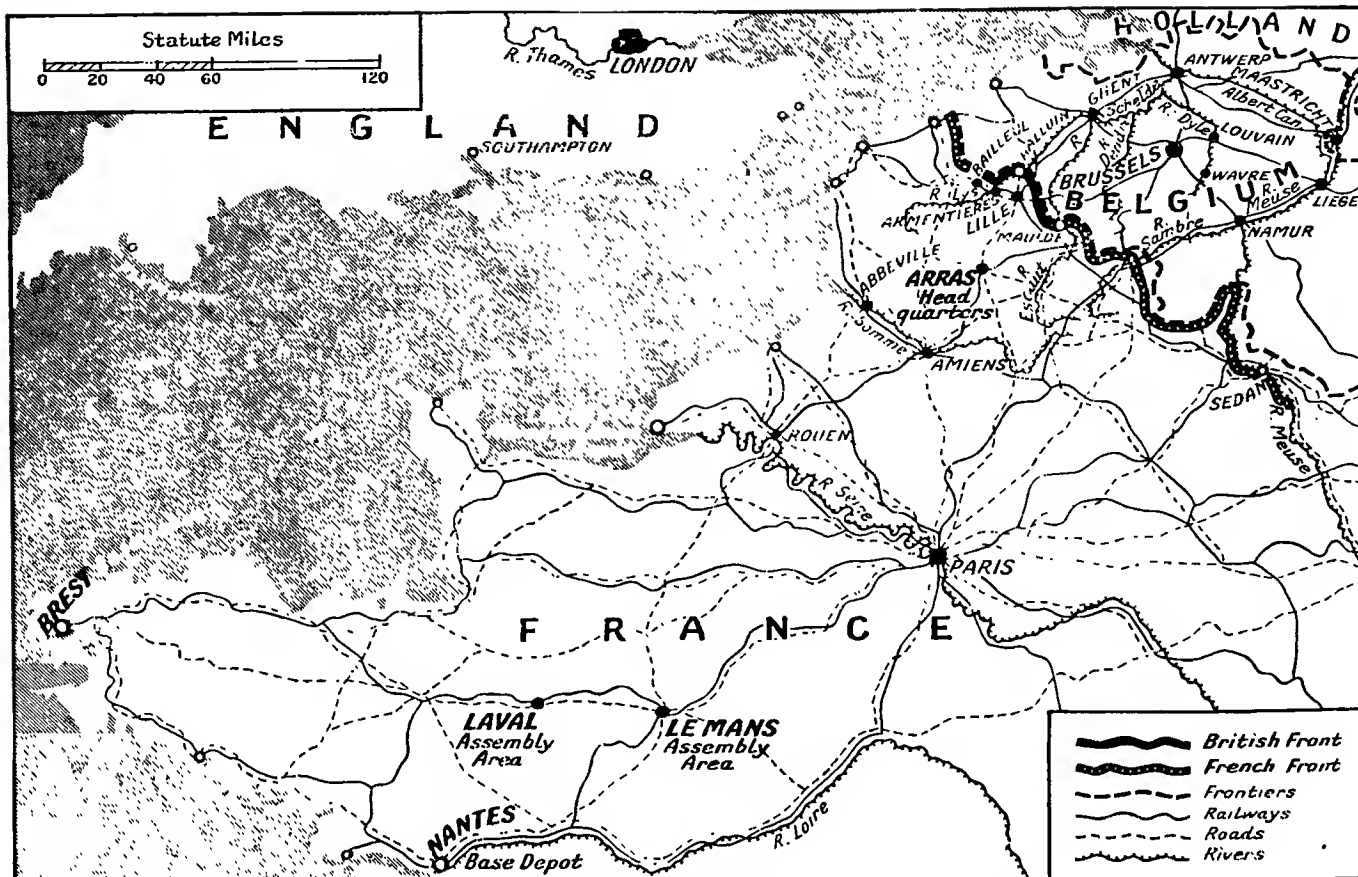 Statute Miles
0 20 40 60 120
R. Thames
LONDON
HOLLAND
ANTWERP
MAASTRICHT
Albert Can.
GHENT
R. Scheldt
R. Dyle
LOUVAIN
ENGLAND
SOUTHAMPTON
BAILLEUL
HALLUIN
R. Lys
BRUSSELS
WAVRE
BELGIUM
R. Meuse
LIEGE
ARMENTIERES
LILLE
MAULDE
R. Sambre
NAMUR
ABBEVILLE
ARRAS
Head
quarters
R. Somme
AMIENS
SEDAN
R. Meuse
ROUEN
R. Seine
PARIS
BREST
FRANCE
LAVAL
Assembly
Area
LE MANS
Assembly
Area
NANTES
Base Depot
R. Loire
British Front
French Front
Frontiers
Railways
Roads
Rivers